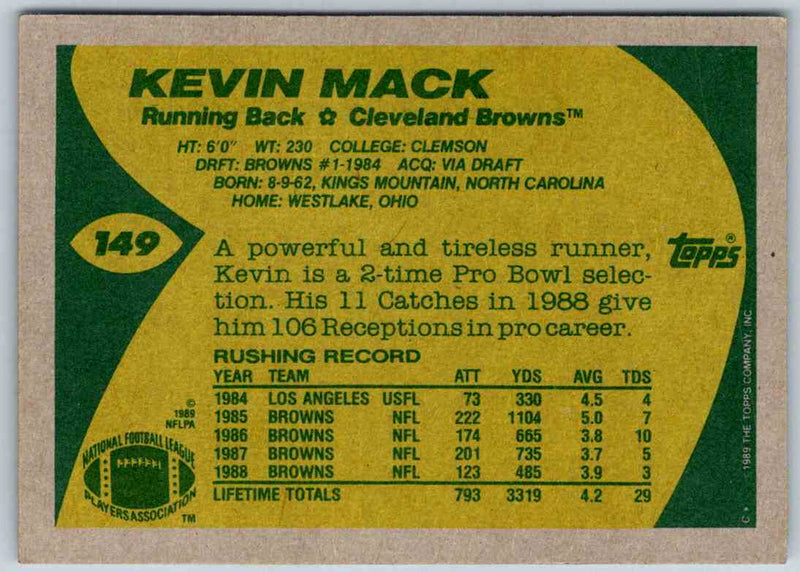 KEVIN MACK
Running Back ✿ Cleveland Browns™
HT: 6'0" WT: 230 COLLEGE: CLEMSON
DRFT: BROWNS #1-1984 ACQ: VIA DRAFT
BORN: 8-9-62, KINGS MOUNTAIN, NORTH CAROLINA
HOME: WESTLAKE, OHIO
149
A powerful and tireless runner,
Kevin is a 2-time Pro Bowl selec-
tion. His 11 Catches in 1988 give
him 106 Receptions in pro career.
topps®
RUSHING RECORD
YEAR TEAM ATT YDS AVG TDS
1984 LOS ANGELES USFL 73 330 4.5 4
1985 BROWNS NFL 222 1104 5.0 7
1986 BROWNS NFL 174 665 3.8 10
1987 BROWNS NFL 201 735 3.7 5
1988 BROWNS NFL 123 485 3.9 3
LIFETIME TOTALS 793 3319 4.2 29
©
1989
NFLPA
NATIONAL FOOTBALL LEAGUE
PLAYERS ASSOCIATION
TM
C* ©1989 THE TOPPS COMPANY, INC.